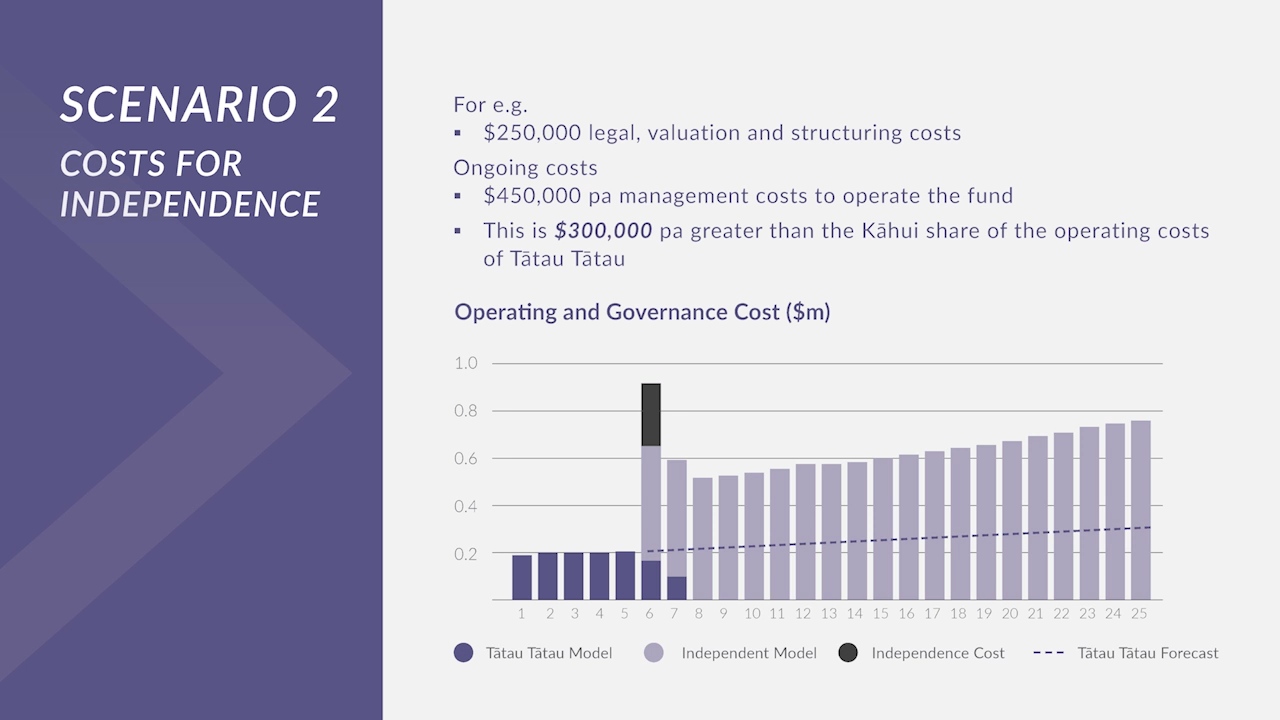 SCENARIO 2
COSTS FOR
INDEPENDENCE
For e.g.
▪ $250,000 legal, valuation and structuring costs
Ongoing costs
▪ $450,000 pa management costs to operate the fund
▪ This is $300,000 pa greater than the Kāhui share of the operating costs
of Tātau Tātau
Operating and Governance Cost ($m)
1.0
0.8
0.6
0.4
0.2
1 2 3 4 5 6 7 8 9 10 11 12 13 14 15 16 17 18 19 20 21 22 23 24 25
Tātau Tātau Model Independent Model Independence Cost Tātau Tātau Forecast